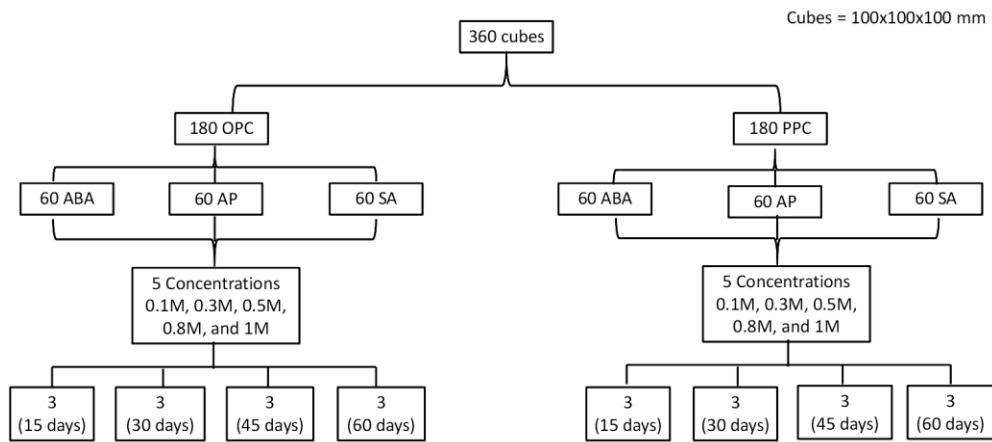 Cubes = 100x100x100 mm
360 cubes
180 OPC
180 PPC
60 ABA
60 AP
60 SA
60 ABA
60 AP
60 SA
5 Concentrations
0.1M, 0.3M, 0.5M,
0.8M, and 1M
5 Concentrations
0.1M, 0.3M, 0.5M,
0.8M, and 1M
3
(15 days)
3
(30 days)
3
(45 days)
3
(60 days)
3
(15 days)
3
(30 days)
3
(45 days)
3
(60 days)